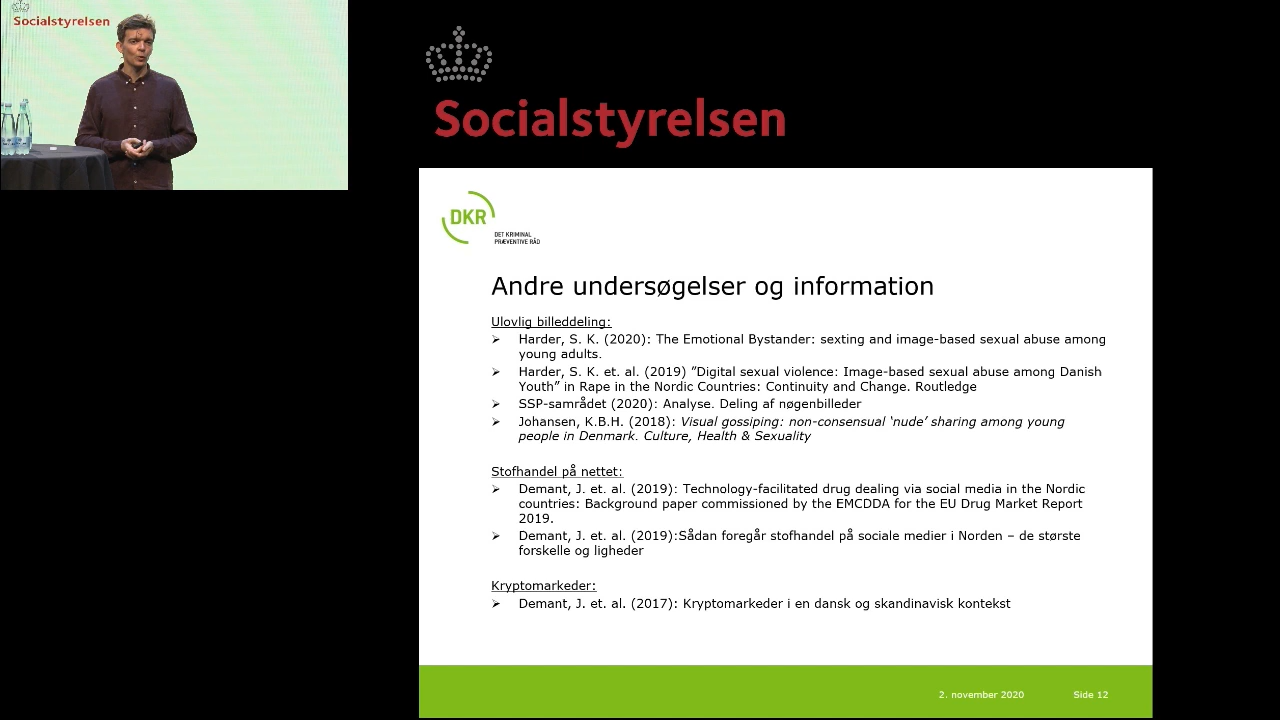 Socialstyrelsen
Socialstyrelsen
DKR
DET KRIMINAL
PRÆVENTIVE RÅD
Andre undersøgelser og information
Ulovlig billeddeling:
➢ Harder, S. K. (2020): The Emotional Bystander: sexting and image-based sexual abuse among
young adults.
➢ Harder, S. K. et. al. (2019) ”Digital sexual violence: Image-based sexual abuse among Danish
Youth” in Rape in the Nordic Countries: Continuity and Change. Routledge
➢ SSP-samrådet (2020): Analyse. Deling af nøgenbilleder
➢ Johansen, K.B.H. (2018): Visual gossiping: non-consensual ‘nude’ sharing among young
people in Denmark. Culture, Health & Sexuality
Stofhandel på nettet:
➢ Demant, J. et. al. (2019): Technology-facilitated drug dealing via social media in the Nordic
countries: Background paper commissioned by the EMCDDA for the EU Drug Market Report
2019.
➢ Demant, J. et. al. (2019):Sådan foregår stofhandel på sociale medier i Norden – de største
forskelle og ligheder
Kryptomarkeder:
➢ Demant, J. et. al. (2017): Kryptomarkeder i en dansk og skandinavisk kontekst
2. november 2020 Side 12